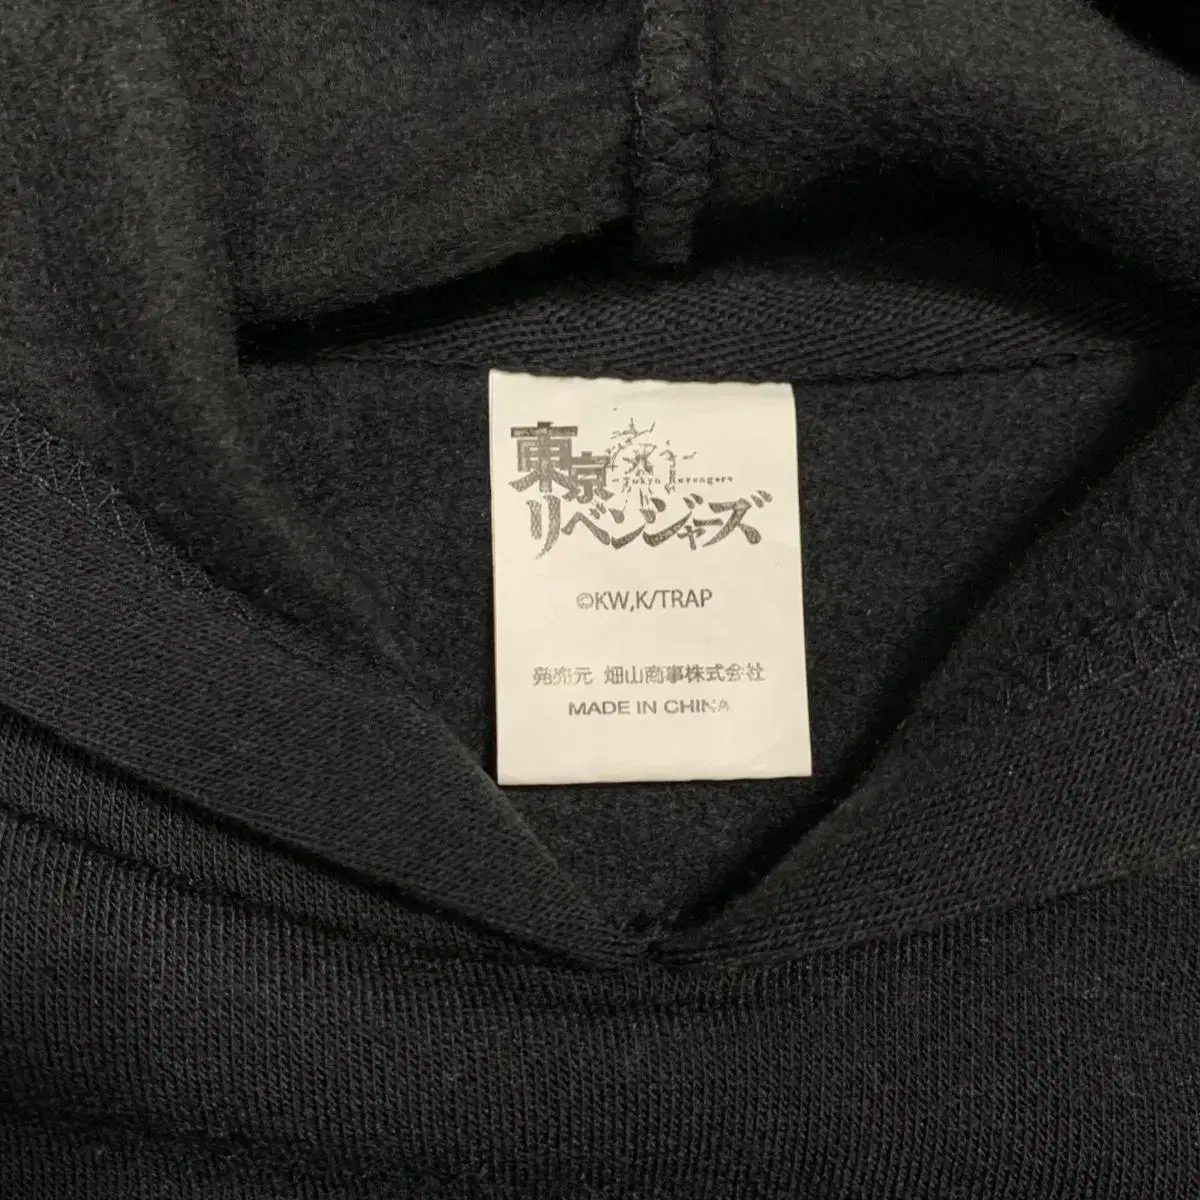 東京
Tokyo Revengers
リベンジャーズ
©KW,K/TRAP
発売元 畑山商事株式会社
MADE IN CHINA